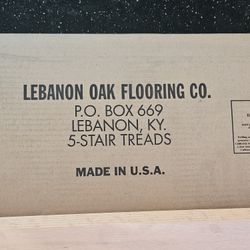 LEBANON OAK FLOORING CO.
P.O. BOX 669
LEBANON, KY.
5-STAIR TREADS
MADE IN U.S.A.